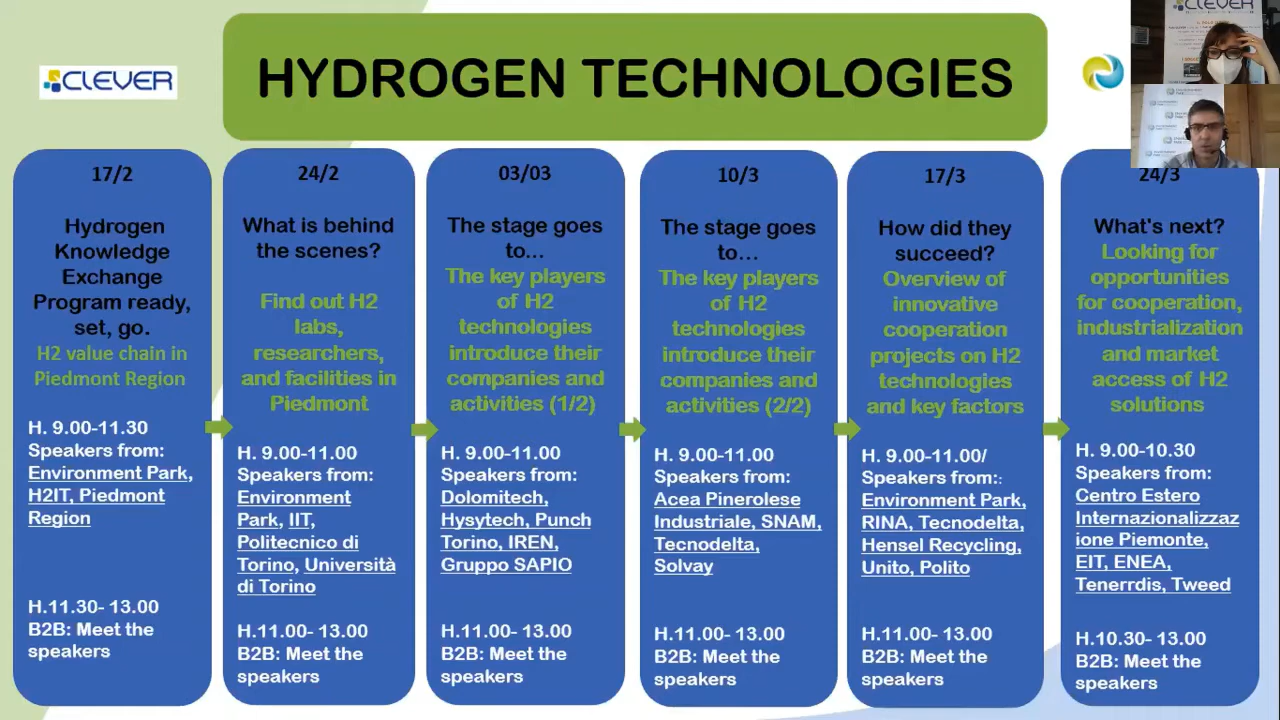 CLEVER
HYDROGEN TECHNOLOGIES
CLEVER
17/2
Hydrogen
Knowledge
Exchange
Program ready,
set, go.
H2 value chain in
Piedmont Region
H. 9.00-11.30
Speakers from:
Environment Park,
H2IT, Piedmont
Region
H.11.30- 13.00
B2B: Meet the
speakers
24/2
What is behind
the scenes?
Find out H2
labs,
researchers,
and facilities in
Piedmont
H. 9.00-11.00
Speakers from:
Environment
Park, IIT,
Politecnico di
Torino, Università
di Torino
H.11.00- 13.00
B2B: Meet the
speakers
03/03
The stage goes
to…
The key players
of H2
technologies
introduce their
companies and
activities (1/2)
H. 9.00-11.00
Speakers from:
Dolomitech,
Hysytech, Punch
Torino, IREN,
Gruppo SAPIO
H.11.00- 13.00
B2B: Meet the
speakers
10/3
The stage goes
to…
The key players
of H2
technologies
introduce their
companies and
activities (2/2)
H. 9.00-11.00
Speakers from:
Acea Pinerolese
Industriale, SNAM,
Tecnodelta,
Solvay
H.11.00- 13.00
B2B: Meet the
speakers
17/3
How did they
succeed?
Overview of
innovative
cooperation
projects on H2
technologies
and key factors
H. 9.00-11.00/
Speakers from::
Environment Park,
RINA, Tecnodelta,
Hensel Recycling,
Unito, Polito
H.11.00- 13.00
B2B: Meet the
speakers
24/3
What's next?
Looking for
opportunities
for cooperation,
industrialization
and market
access of H2
solutions
H. 9.00-10.30
Speakers from:
Centro Estero
Internazionalizzaz
ione Piemonte,
EIT, ENEA,
Tenerrdis, Tweed
H.10.30- 13.00
B2B: Meet the
speakers